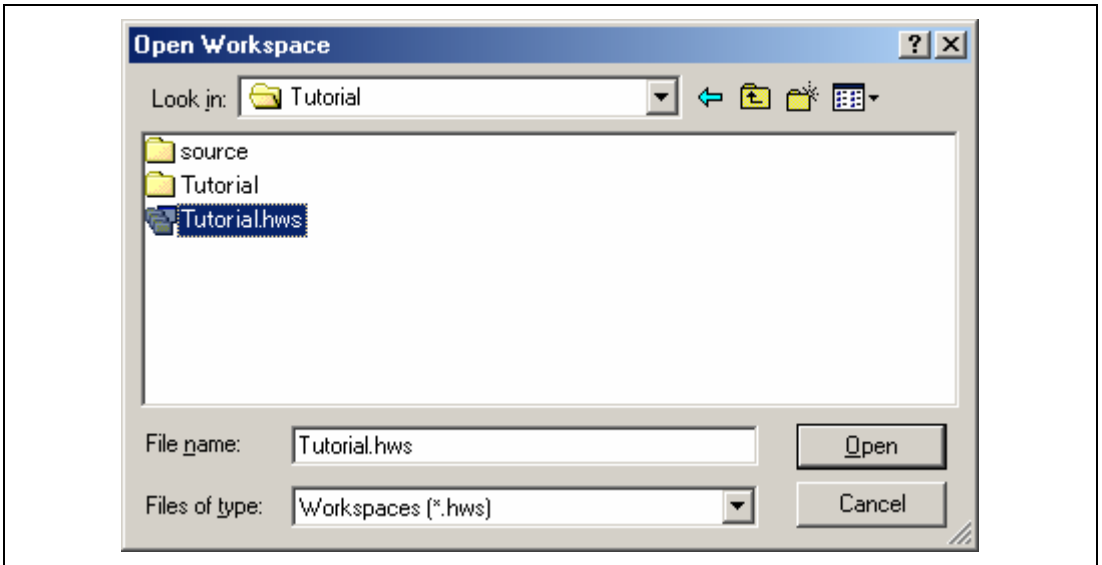 Open Workspace
Look in: Tutorial
source
Tutorial
Tutorial.hws
File name: Tutorial.hws Open
Files of type: Workspaces (*.hws) Cancel